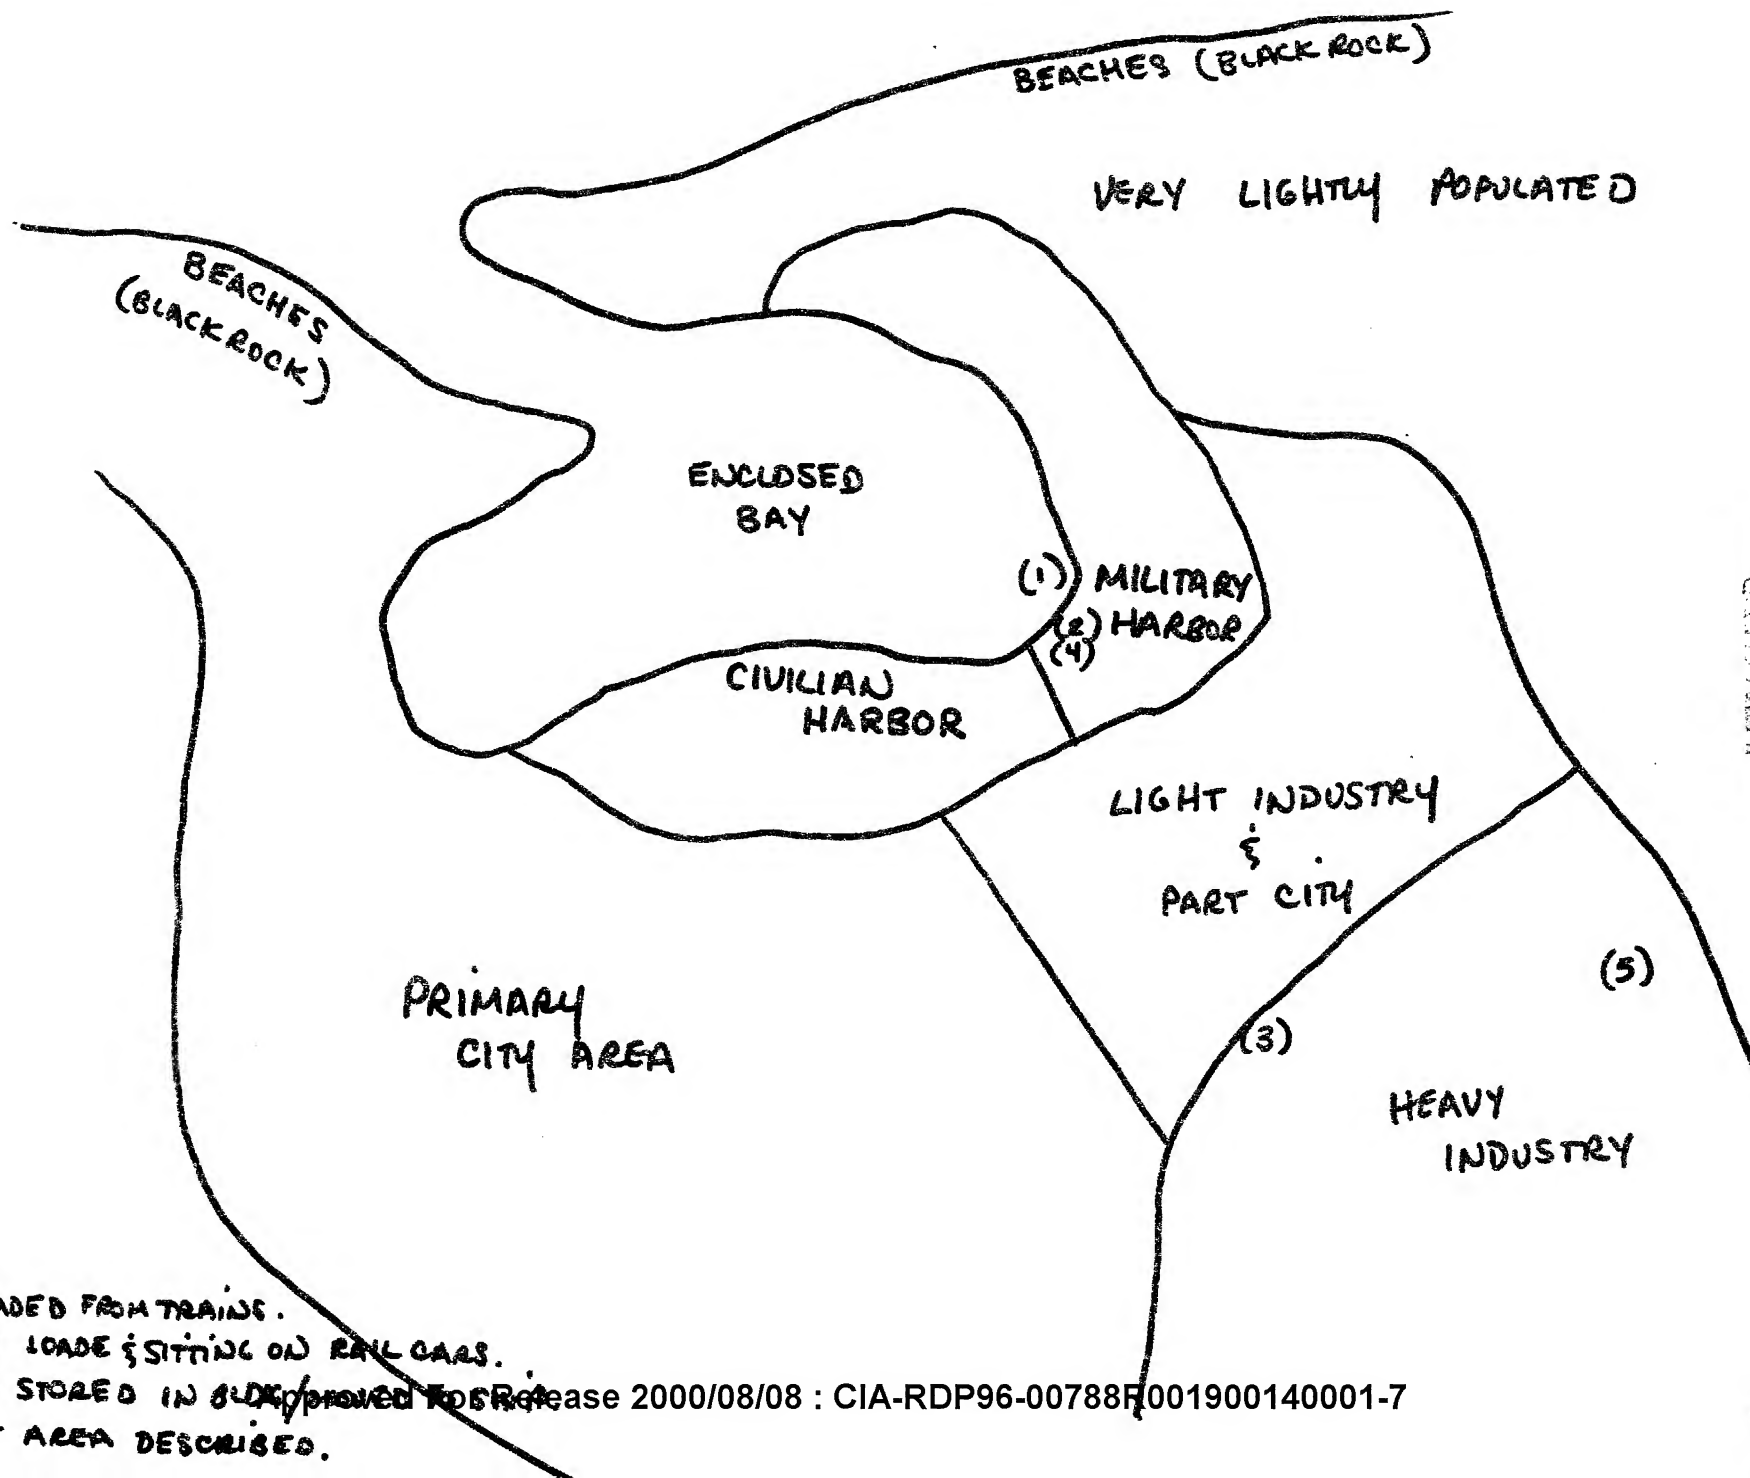 BEACHES (BLACK ROCK)
VERY LIGHTLY POPULATED
BEACHES
(BLACK ROCK)
ENCLOSED
BAY
(1) MILITARY
(2) HARBOR
(4)
CIVILIAN
HARBOR
LIGHT INDUSTRY
&
PART CITY
(5)
PRIMARY
CITY AREA
(3)
HEAVY
INDUSTRY
ADED FROM TRAINS.
LOADE & SITTING ON RAIL CARS.
STORED IN
Approved For Release 2000/08/08 : CIA-RDP96-00788R001900140001-7
AREA DESCRIBED.